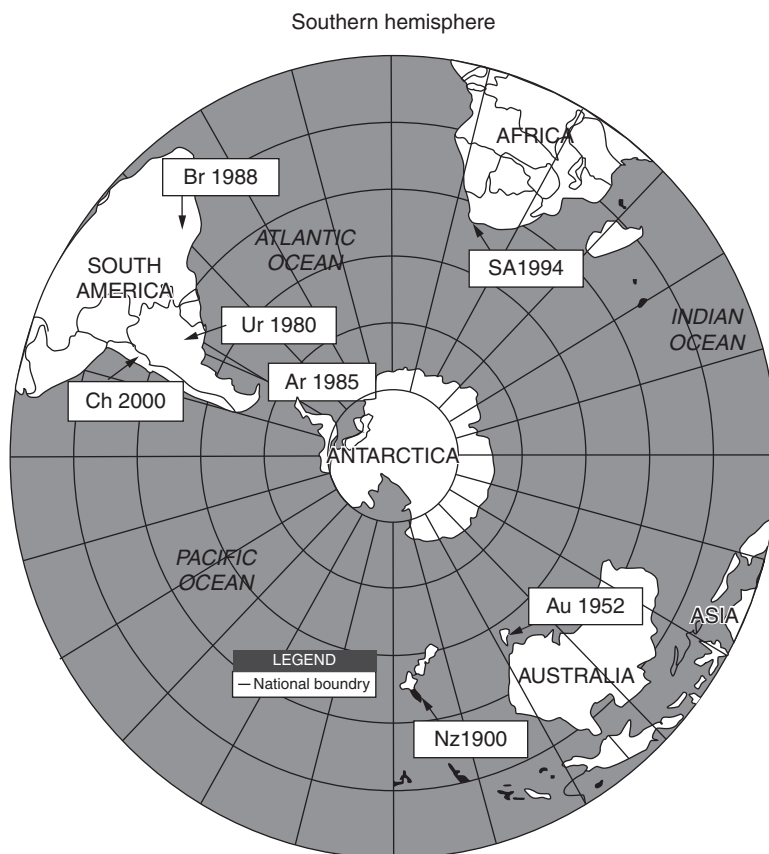 Southern hemisphere
AFRICA
Br 1988
ATLANTIC
OCEAN
SA1994
SOUTH
AMERICA
Ur 1980
INDIAN
OCEAN
Ar 1985
Ch 2000
ANTARCTICA
PACIFIC
OCEAN
Au 1952
ASIA
LEGEND
National boundry
AUSTRALIA
Nz1900